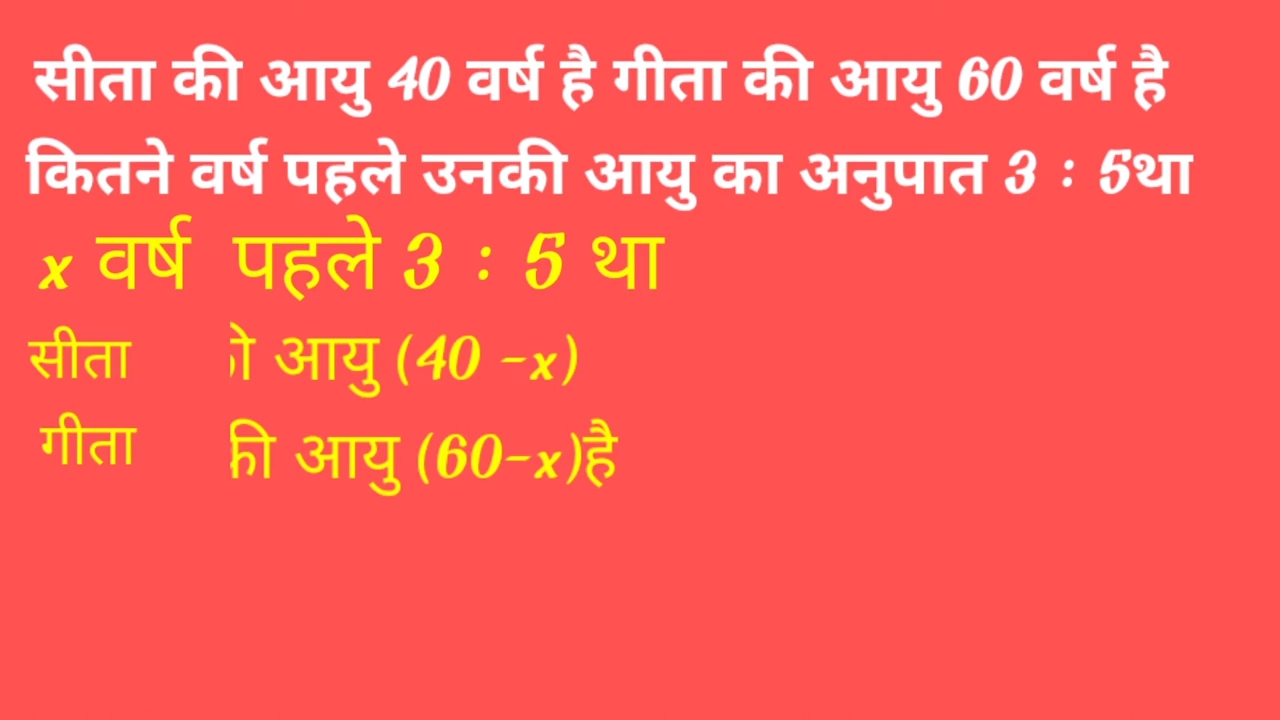 सीता की आयु 40 वर्ष है गीता की आयु 60 वर्ष है
कितने वर्ष पहले उनकी आयु का अनुपात 3 : 5था
x वर्ष पहले 3 : 5 था
सीता की आयु (40 -x)
गीता की आयु (60-x)है